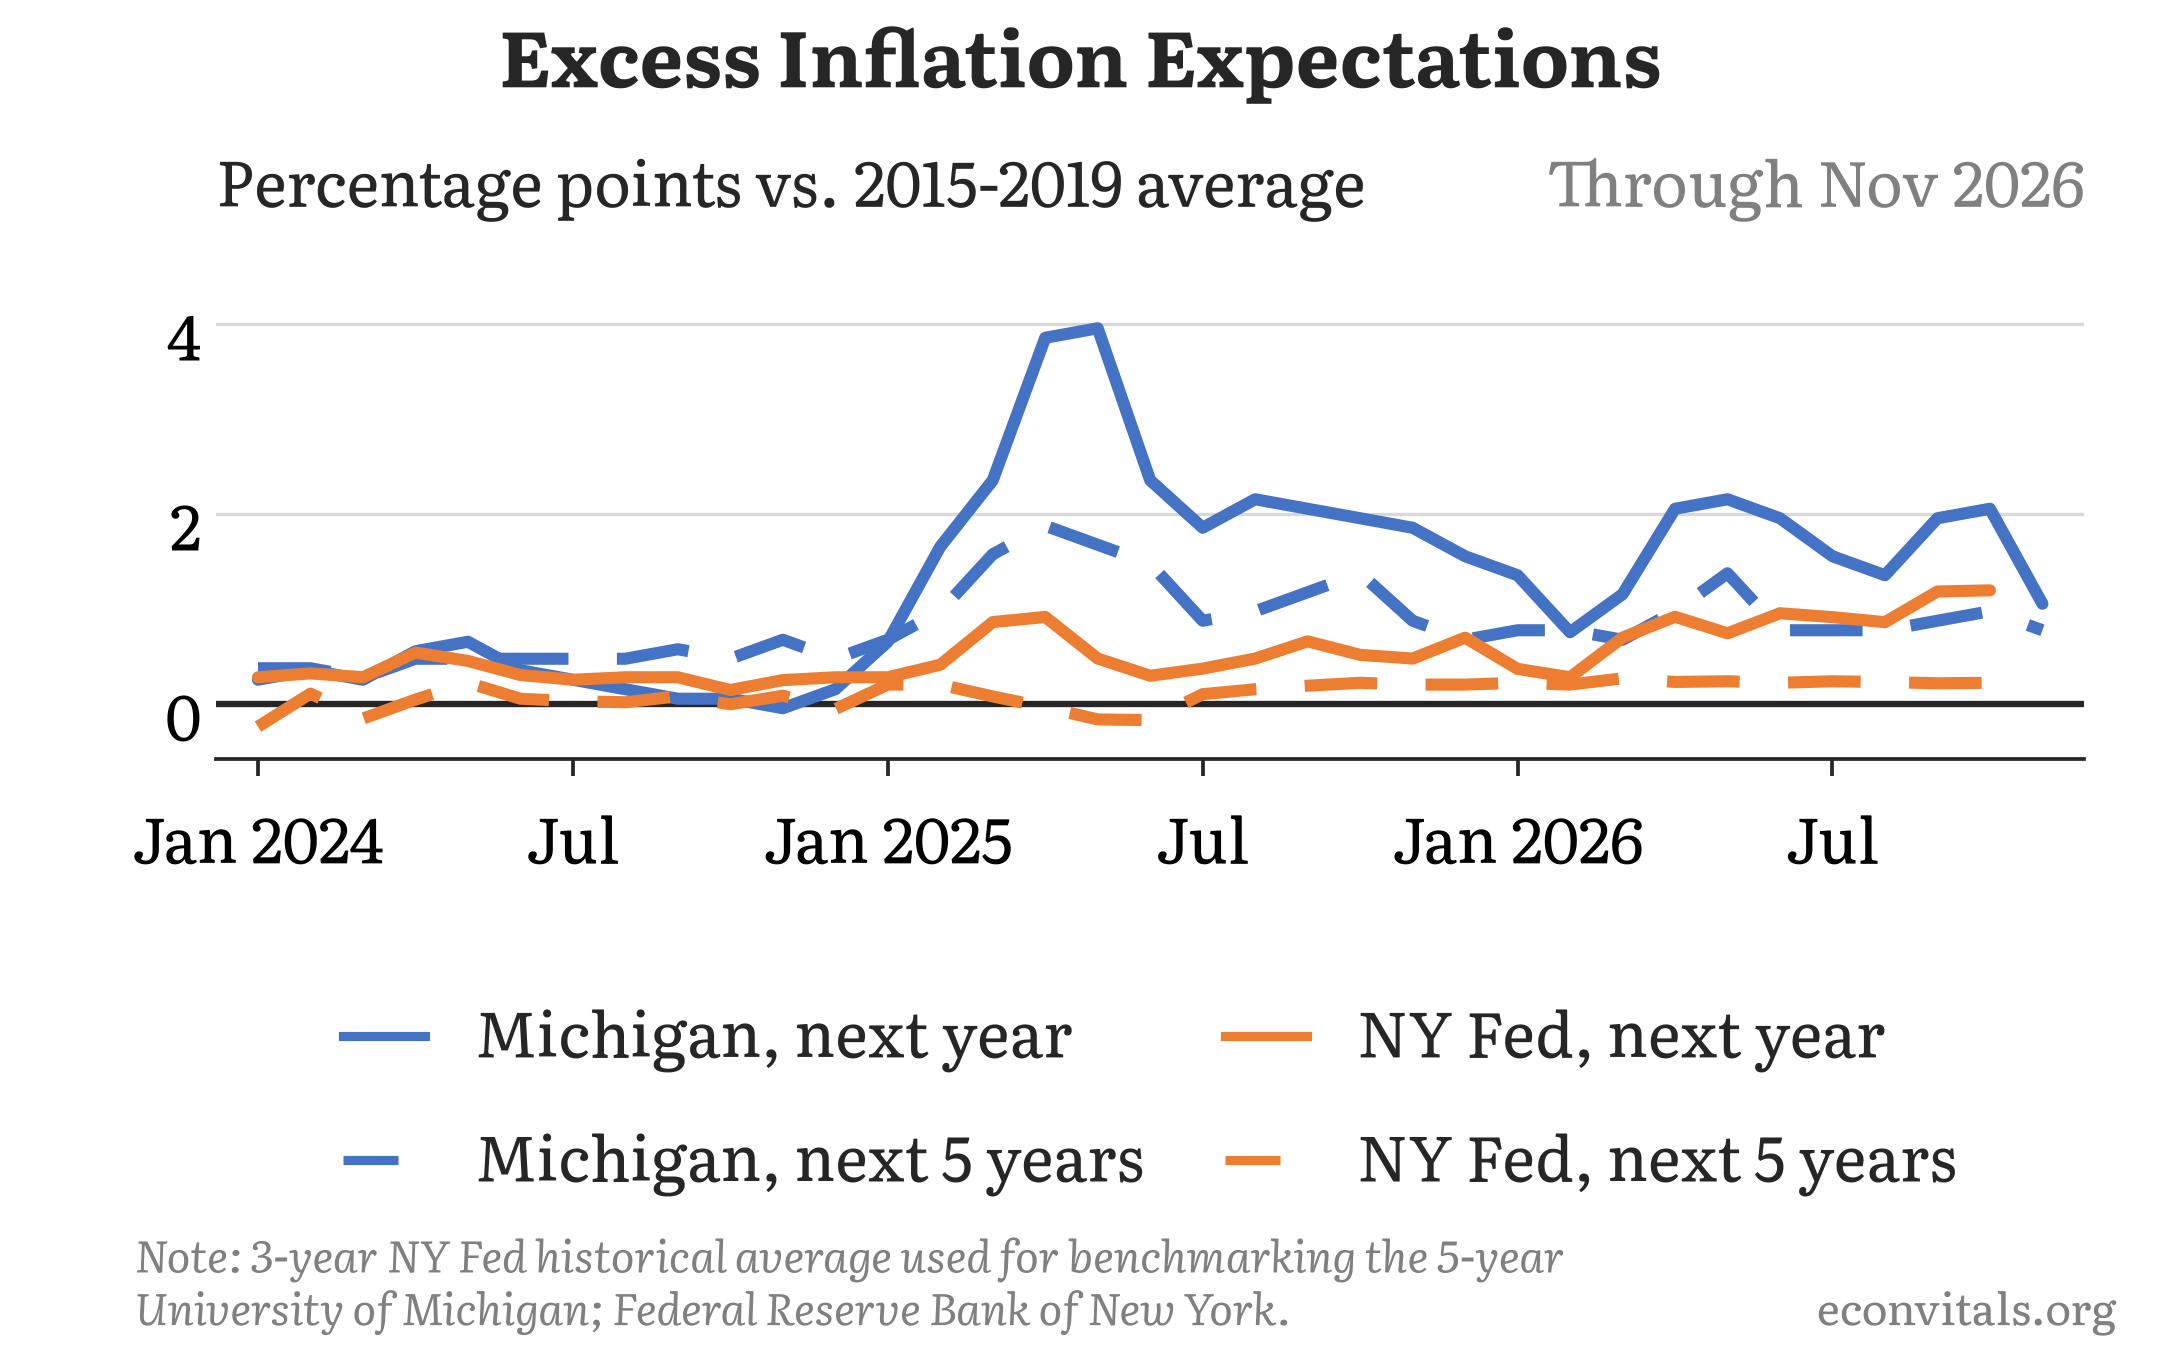 Excess Inflation Expectations
Percentage points vs. 2015-2019 average
Through Nov 2026
4
2
0
Jan 2024
Jul
Jan 2025
Jul
Jan 2026
Jul
Michigan, next year
NY Fed, next year
Michigan, next 5 years
NY Fed, next 5 years
Note: 3-year NY Fed historical average used for benchmarking the 5-year
University of Michigan; Federal Reserve Bank of New York.
econvitals.org